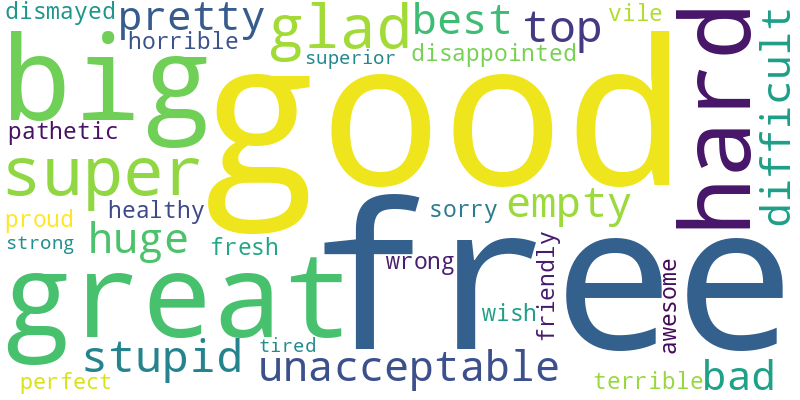 dismayed
pretty
horrible
glad
superior
best
disappointed
top
vile
hard
difficult
big
good
pathetic
super
proud
healthy
strong
huge
fresh
free
sorry
empty
wrong
great
wish
friendly
awesome
stupid
tired
unacceptable
perfect
terrible
bad